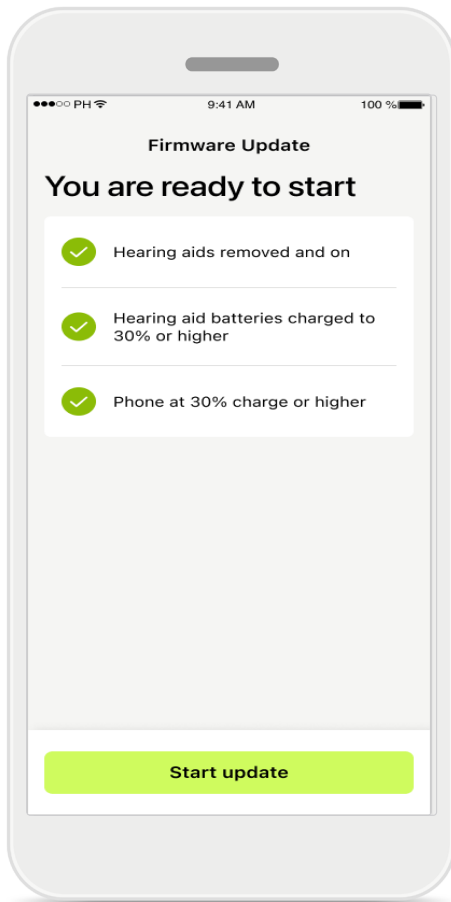 PH 9:41 AM 100 %
Firmware Update
You are ready to start
Hearing aids removed and on
Hearing aid batteries charged to
30% or higher
Phone at 30% charge or higher
Start update